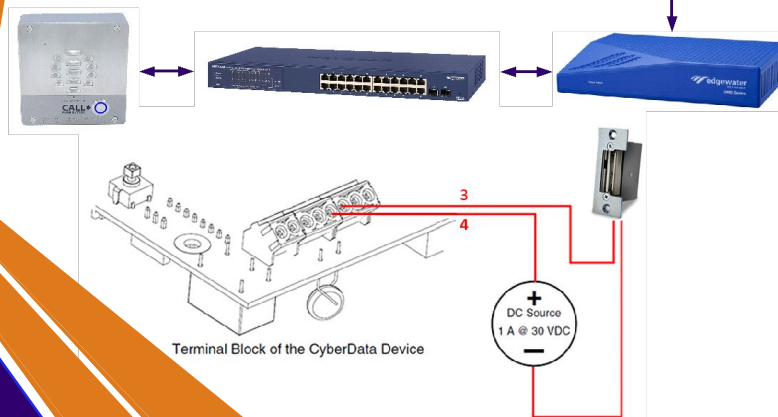 CALL
edgewater
3
4
+
DC Source
1 A @ 30 VDC
—
Terminal Block of the CyberData Device